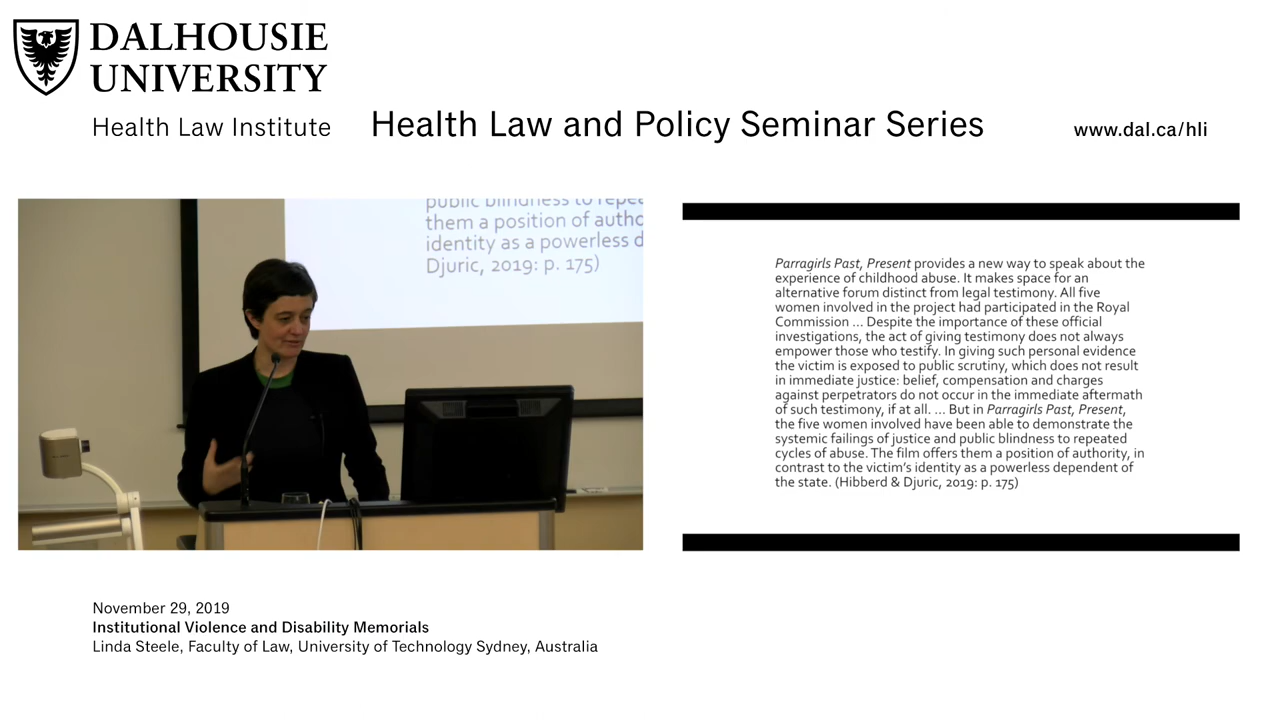 DALHOUSIE
UNIVERSITY
Health Law Institute
Health Law and Policy Seminar Series
www.dal.ca/hli
public blindness to
them a position of
identity as a powerless
Djuric, 2019: p. 175)
Parragirls Past, Present provides a new way to speak about the
experience of childhood abuse. It makes space for an
alternative forum distinct from legal testimony. All five
women involved in the project had participated in the Royal
Commission ... Despite the importance of these official
investigations, the act of giving testimony does not always
empower those who testify. In giving such personal evidence
the victim is exposed to public scrutiny, which does not result
in immediate justice: belief, compensation and charges
against perpetrators do not occur in the immediate aftermath
of such testimony, if at all. ... But in Parragirls Past, Present,
the five women involved have been able to demonstrate the
systemic failings of justice and public blindness to repeated
cycles of abuse. The film offers them a position of authority, in
contrast to the victim's identity as a powerless dependent of
the state. (Hibberd & Djuric, 2019: p. 175)
November 29, 2019
Institutional Violence and Disability Memorials
Linda Steele, Faculty of Law, University of Technology Sydney, Australia